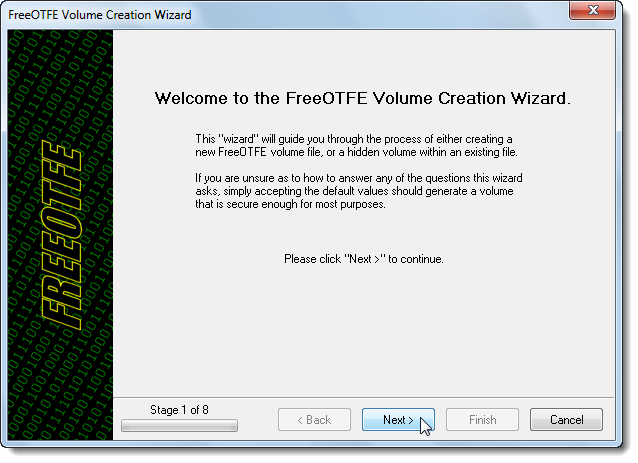 FreeOTFE Volume Creation Wizard
FREEOTFE
Welcome to the FreeOTFE Volume Creation Wizard.
This "wizard" will guide you through the process of either creating a
new FreeOTFE volume file, or a hidden volume within an existing file.
If you are unsure as to how to answer any of the questions this wizard
asks, simply accepting the default values should generate a volume
that is secure enough for most purposes.
Please click "Next >" to continue.
Stage 1 of 8
< Back
Next >
Finish
Cancel